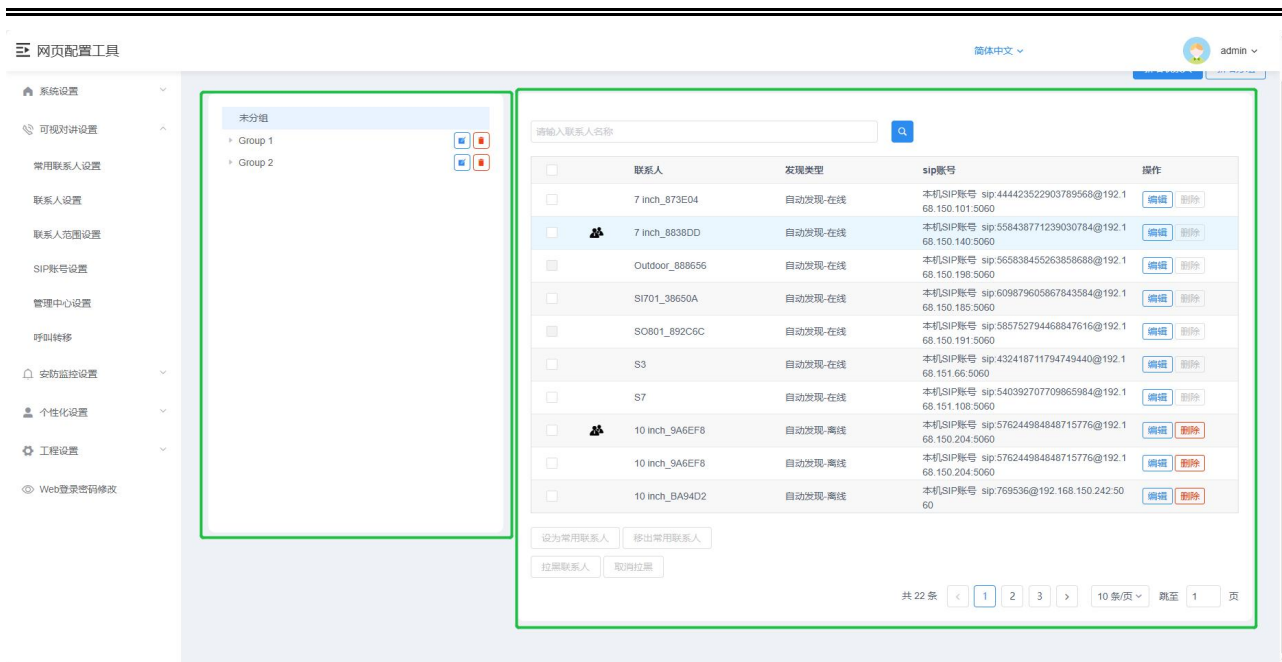 网页配置工具
简体中文
admin
系统设置
可视对讲设置
常用联系人设置
联系人设置
联系人范围设置
SIP账号设置
管理中心设置
呼叫转移
安防监控设置
个性化设置
工程设置
Web登录密码修改
未分组
Group 1
Group 2
请输入联系人名称
联系人 发现类型 sip账号 操作
7 inch_873E04 自动发现-在线 本机SIP账号 sip:444423522903789568@192.1 编辑 删除
68.150.101:5060
7 inch_8838DD 自动发现-在线 本机SIP账号 sip:558438771239030784@192.1 编辑 删除
68.150.140:5060
Outdoor_888656 自动发现-在线 本机SIP账号 sip:565838455263858688@192.1 编辑 删除
68.150.198:5060
SI701_38650A 自动发现-在线 本机SIP账号 sip:609879605867843584@192.1 编辑 删除
68.150.185:5060
SO801_892C6C 自动发现-在线 本机SIP账号 sip:585752794468847616@192.1 编辑 删除
68.150.191:5060
S3 自动发现-在线 本机SIP账号 sip:432418711794749440@192.1 编辑 删除
68.151.66:5060
S7 自动发现-在线 本机SIP账号 sip:540392707709865984@192.1 编辑 删除
68.151.108:5060
10 inch_9A6EF8 自动发现-离线 本机SIP账号 sip:576244984848715776@192.1 编辑 删除
68.150.204:5060
10 inch_9A6EF8 自动发现-离线 本机SIP账号 sip:576244984848715776@192.1 编辑 删除
68.150.204:5060
10 inch_BA94D2 自动发现-离线 本机SIP账号 sip:769536@192.168.150.242:50 编辑 删除
60
设为常用联系人 移出常用联系人
拉黑联系人 取消拉黑
共 22 条 < 1 2 3 > 10 条/页 跳至 1 页